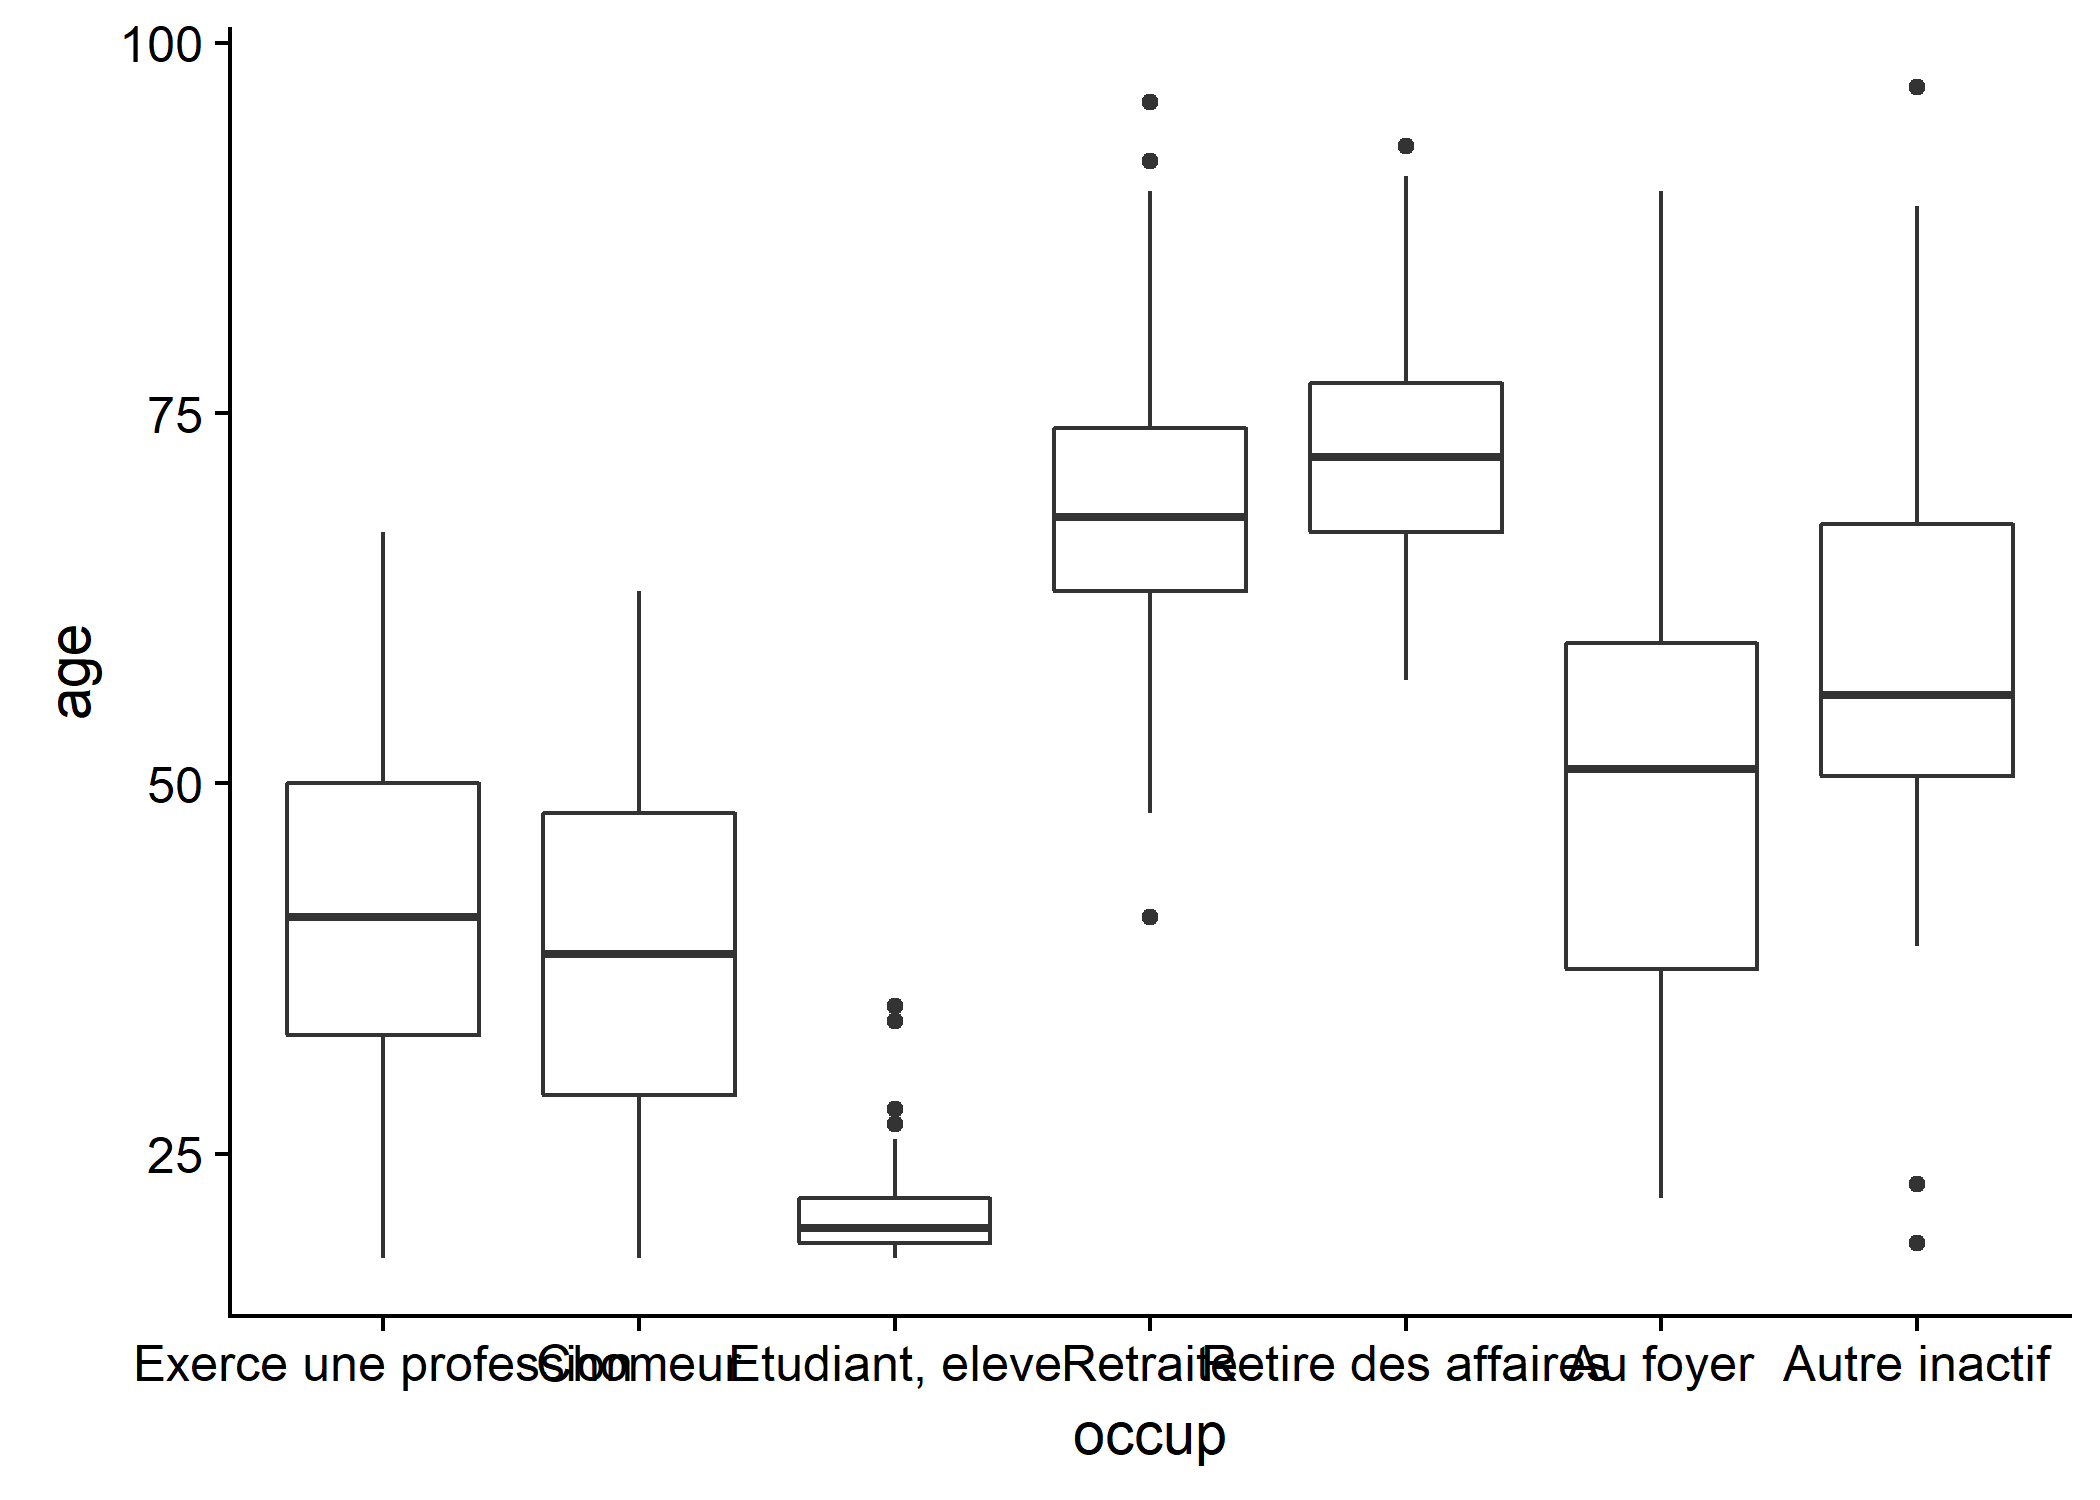 100
75
50
25
age
Exerce une profession Chomeur Etudiant, eleve Retraite Retire des affaires Au foyer Autre inactif
occup